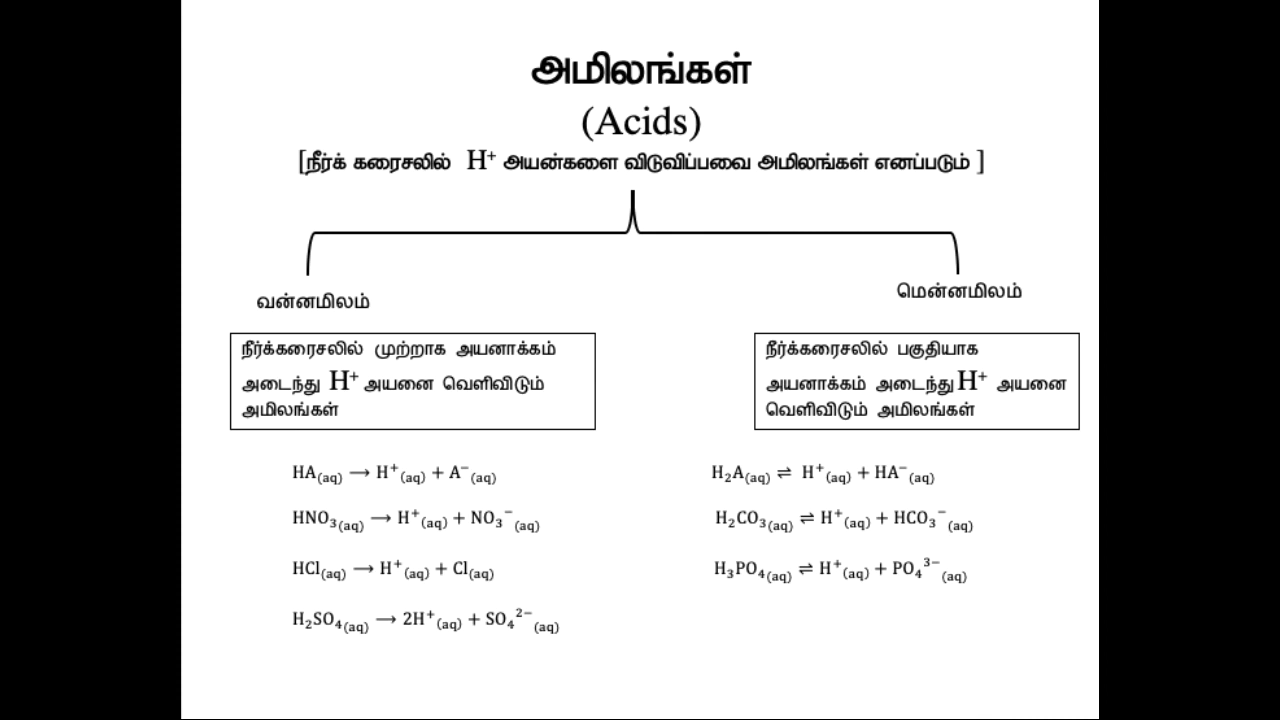 அமிலங்கள்
(Acids)
[நீர்க் கரைசலில் H⁺ அயன்களை விடுவிப்பவை அமிலங்கள் எனப்படும் ]
வன்னமிலம்
நீர்க்கரைசலில் முற்றாக அயனாக்கம்
அடைந்து H⁺ அயனை வெளிவிடும்
அமிலங்கள்
HA₍aq₎ ⟶ H⁺₍aq₎ + A⁻₍aq₎
HNO₃₍aq₎ ⟶ H⁺₍aq₎ + NO₃⁻₍aq₎
HCl₍aq₎ ⟶ H⁺₍aq₎ + Cl₍aq₎
H₂SO₄₍aq₎ ⟶ 2H⁺₍aq₎ + SO₄²⁻₍aq₎
மென்னமிலம்
நீர்க்கரைசலில் பகுதியாக
அயனாக்கம் அடைந்து H⁺ அயனை
வெளிவிடும் அமிலங்கள்
H₂A₍aq₎ ⇌ H⁺₍aq₎ + HA⁻₍aq₎
H₂CO₃₍aq₎ ⇌ H⁺₍aq₎ + HCO₃⁻₍aq₎
H₃PO₄₍aq₎ ⇌ H⁺₍aq₎ + PO₄³⁻₍aq₎